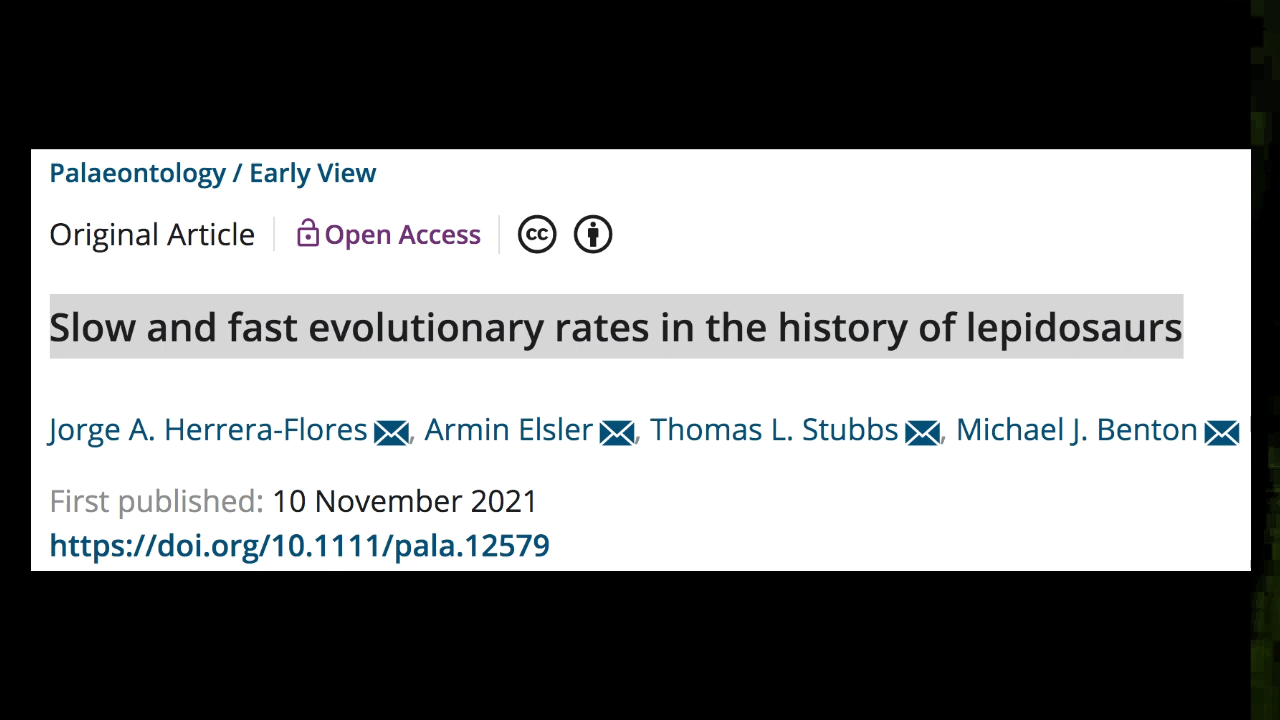 Palaeontology / Early View
Original Article Open Access cc
Slow and fast evolutionary rates in the history of lepidosaurs
Jorge A. Herrera-Flores, Armin Elsler, Thomas L. Stubbs, Michael J. Benton
First published: 10 November 2021
https://doi.org/10.1111/pala.12579